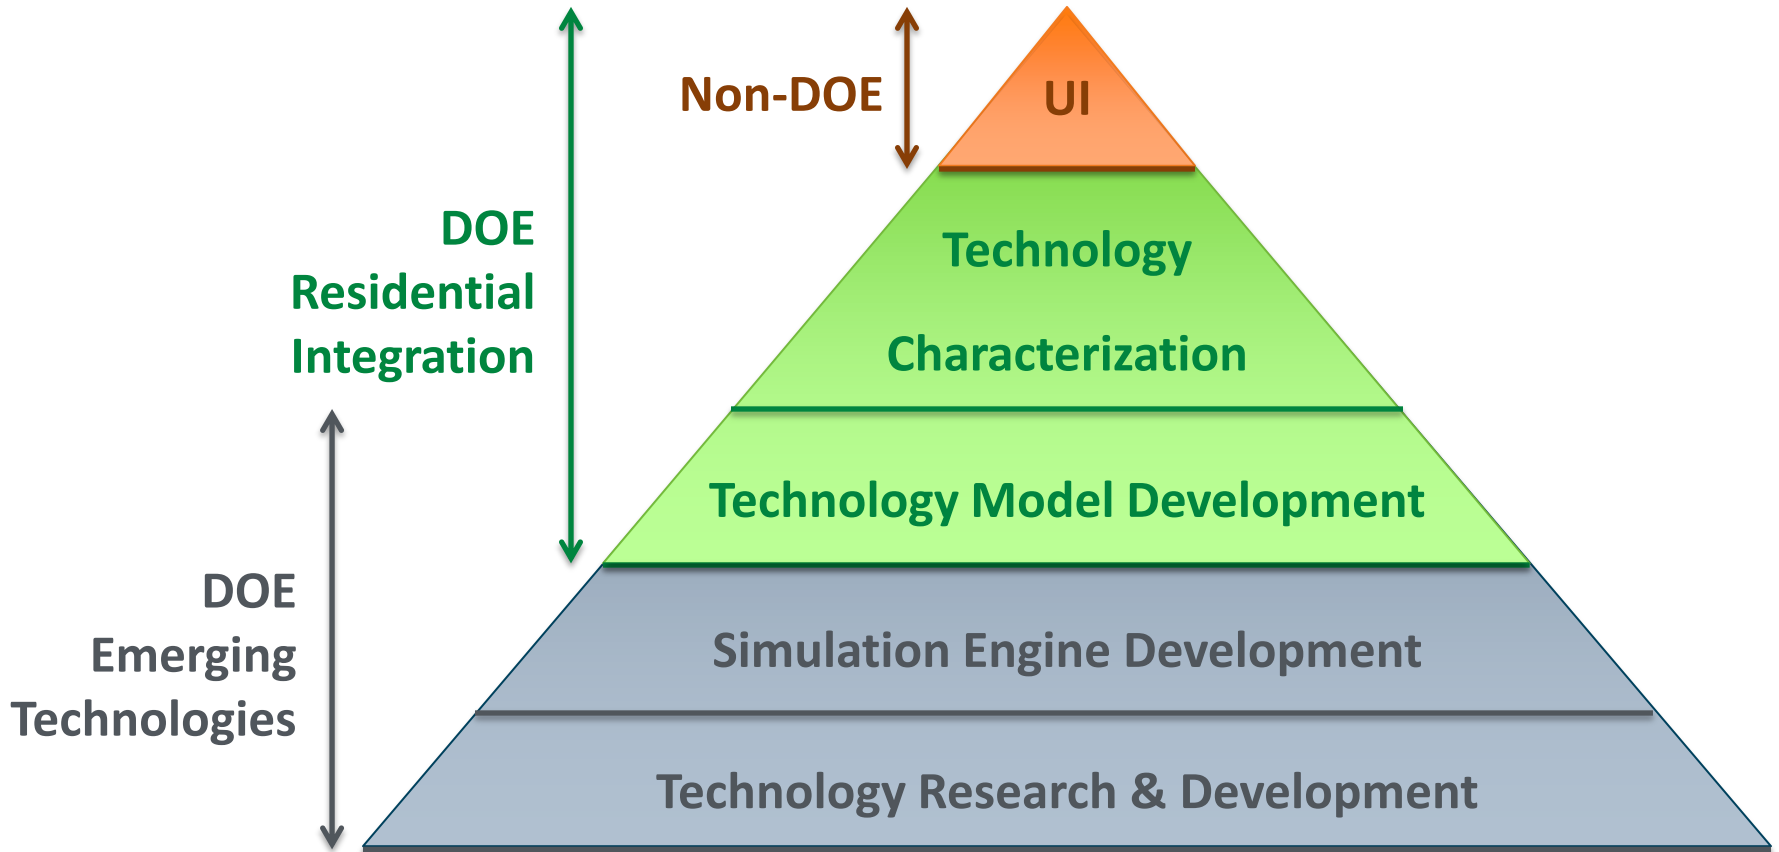 Non-DOE
UI
DOE
Residential
Integration
Technology
Characterization
Technology Model Development
DOE
Emerging
Technologies
Simulation Engine Development
Technology Research & Development